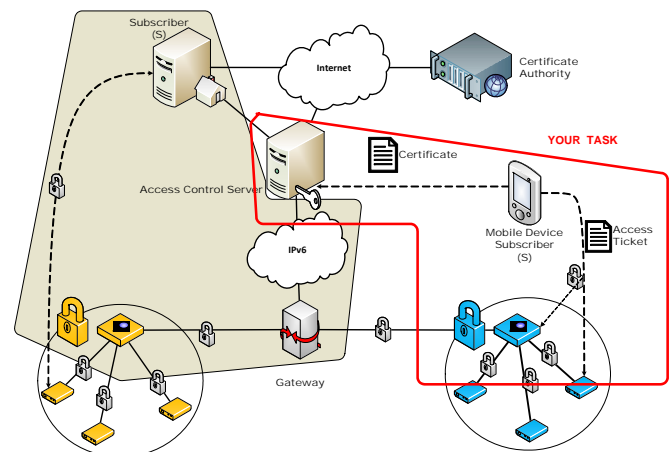 Subscriber
(S)
Internet
Certificate
Authority
YOUR TASK
Certificate
Access Control Server
Mobile Device
Subscriber
(S)
Access
Ticket
IPv6
Gateway